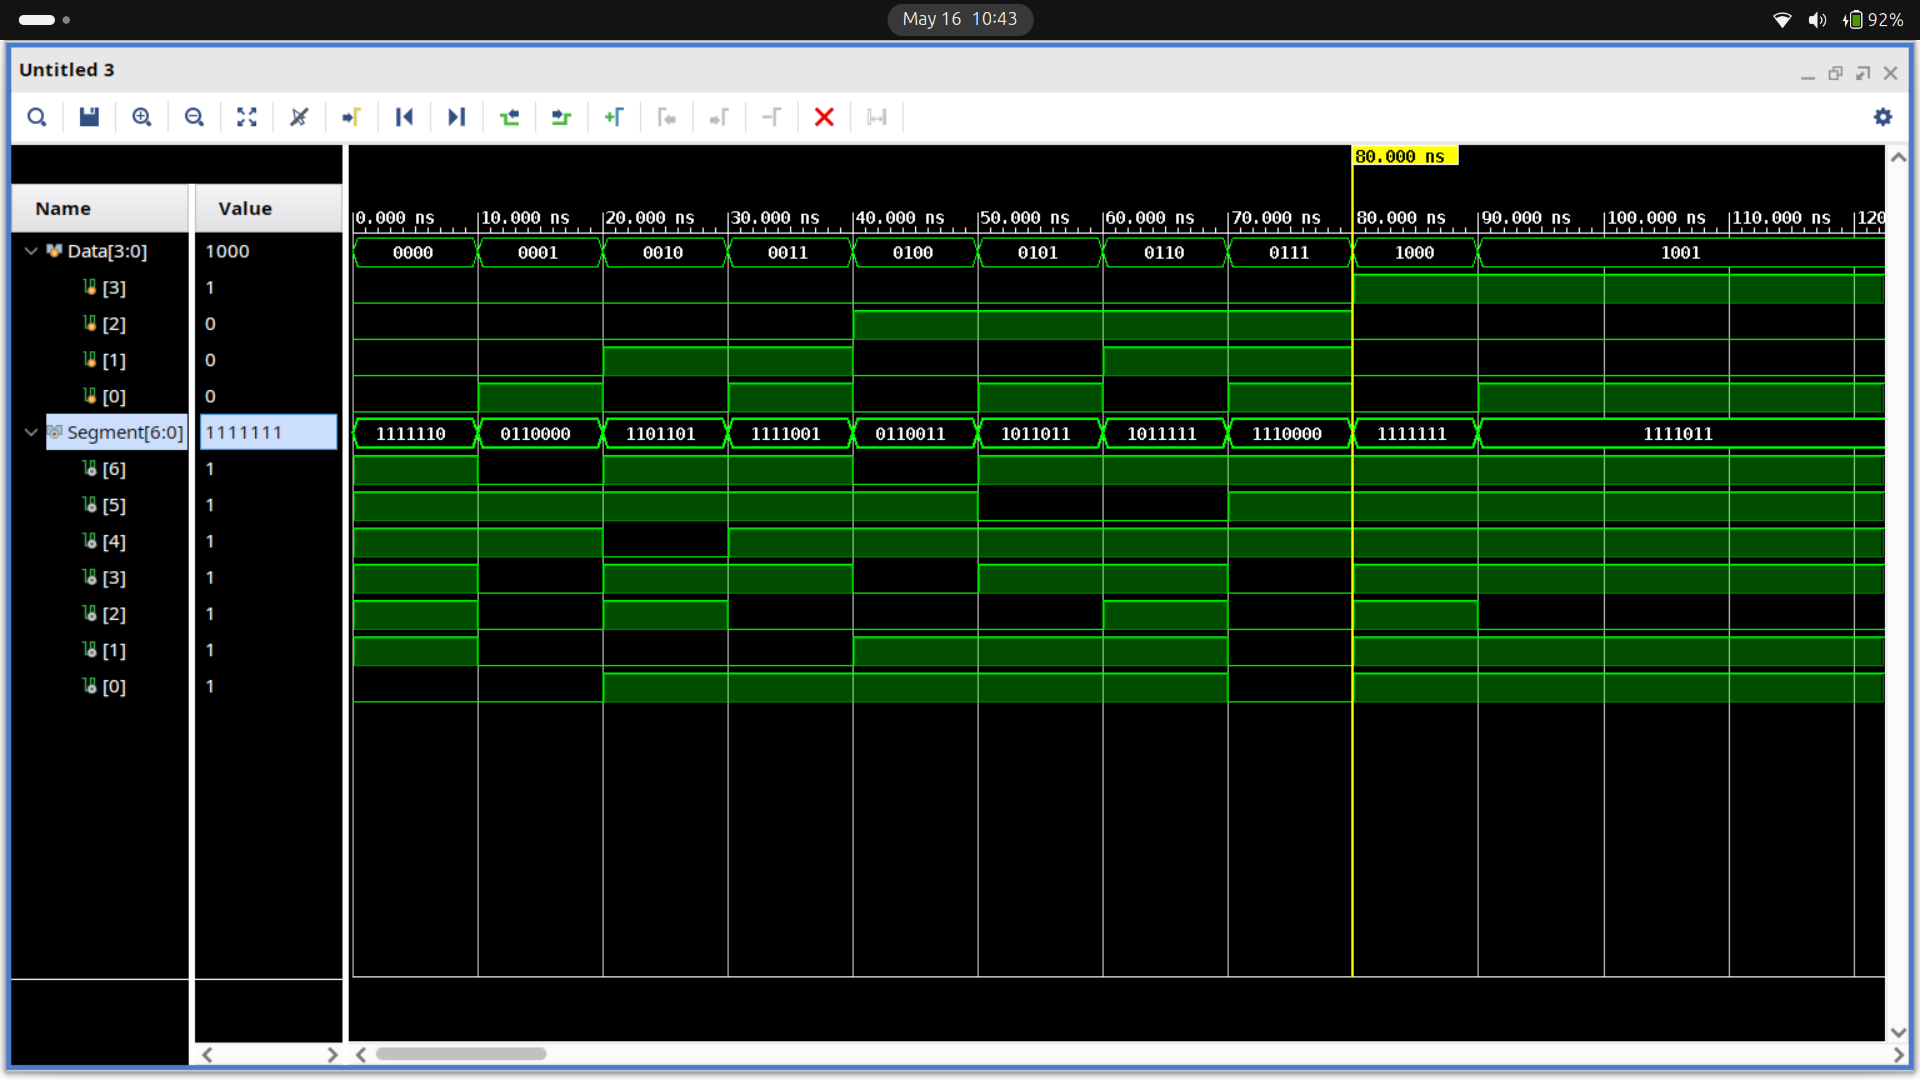 May 16 10:43
92%
Untitled 3
80.000 ns
Name Value
0.000 ns 10.000 ns 20.000 ns 30.000 ns 40.000 ns 50.000 ns 60.000 ns 70.000 ns 80.000 ns 90.000 ns 100.000 ns 110.000 ns 120
Data[3:0] 1000 0000 0001 0010 0011 0100 0101 0110 0111 1000 1001
[3] 1
[2] 0
[1] 0
[0] 0
Segment[6:0] 1111111 1111110 0110000 1101101 1111001 0110011 1011011 1011111 1110000 1111111 1111011
[6] 1
[5] 1
[4] 1
[3] 1
[2] 1
[1] 1
[0] 1